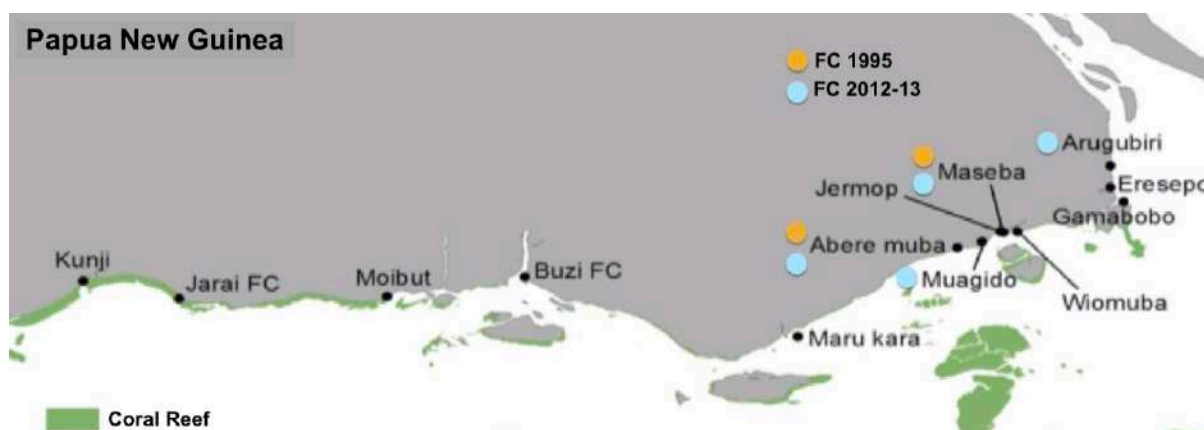 Papua New Guinea
FC 1995
FC 2012-13
Arugubiri
Maseba
Jermop
Eresepo
Gamabobo
Abere muba
Kunji
Jarai FC
Moibut
Buzi FC
Muagido
Wiomuba
Maru kara
Coral Reef